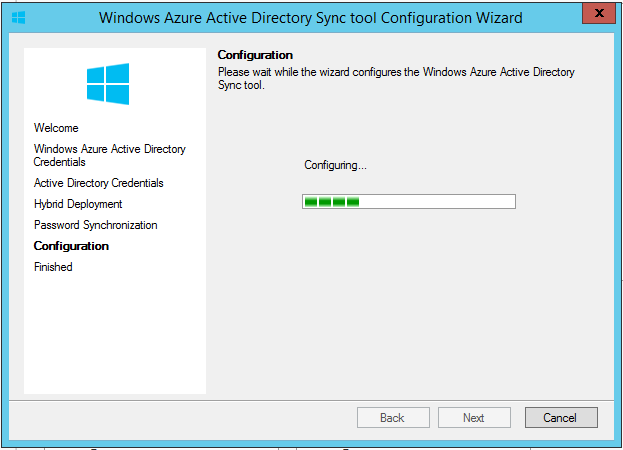 Windows Azure Active Directory Sync tool Configuration Wizard
x
Configuration
Please wait while the wizard configures the Windows Azure Active Directory
Sync tool.
Welcome
Windows Azure Active Directory
Credentials
Active Directory Credentials
Hybrid Deployment
Password Synchronization
Configuration
Finished
Configuring...
Back
Next
Cancel